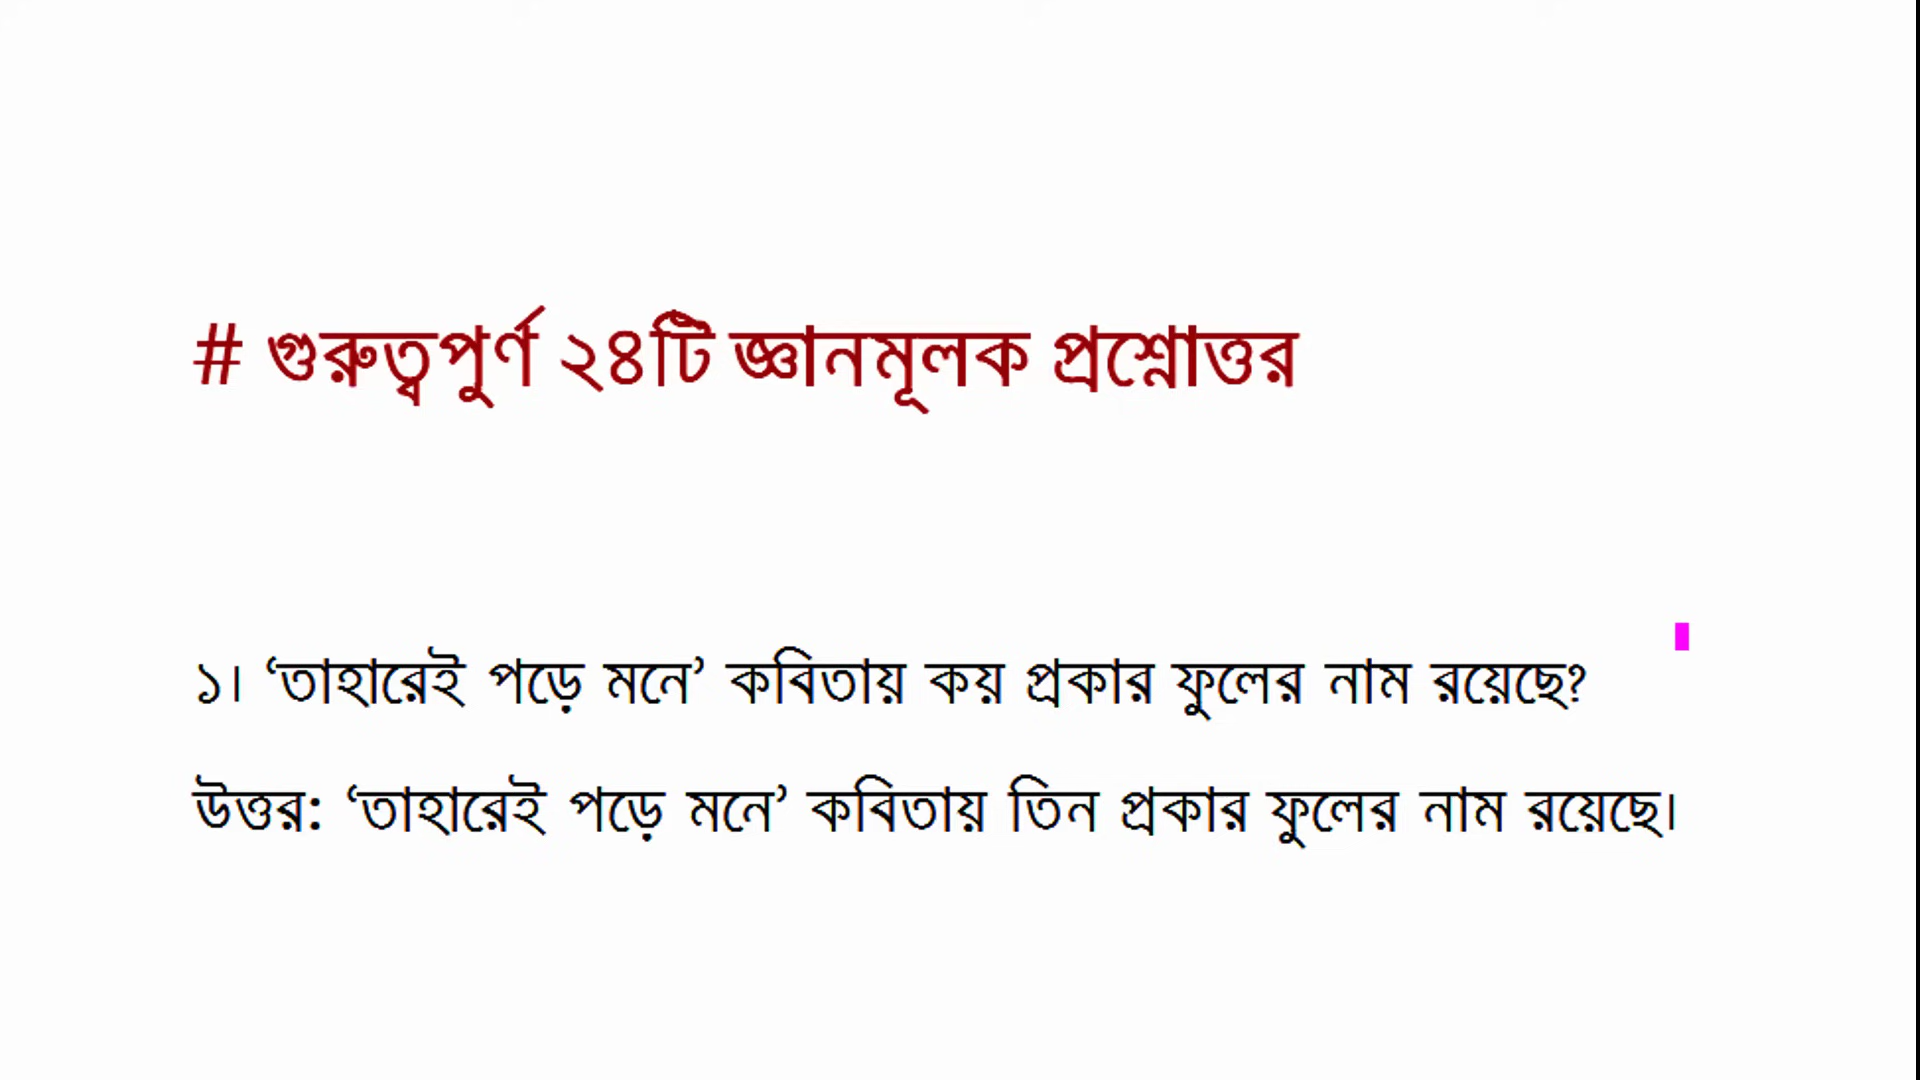 # গুরুত্বপুর্ণ ২৪টি জ্ঞানমূলক প্রশ্নোত্তর
১। ‘তাহারেই পড়ে মনে’ কবিতায় কয় প্রকার ফুলের নাম রয়েছে?
উত্তর: ‘তাহারেই পড়ে মনে’ কবিতায় তিন প্রকার ফুলের নাম রয়েছে।